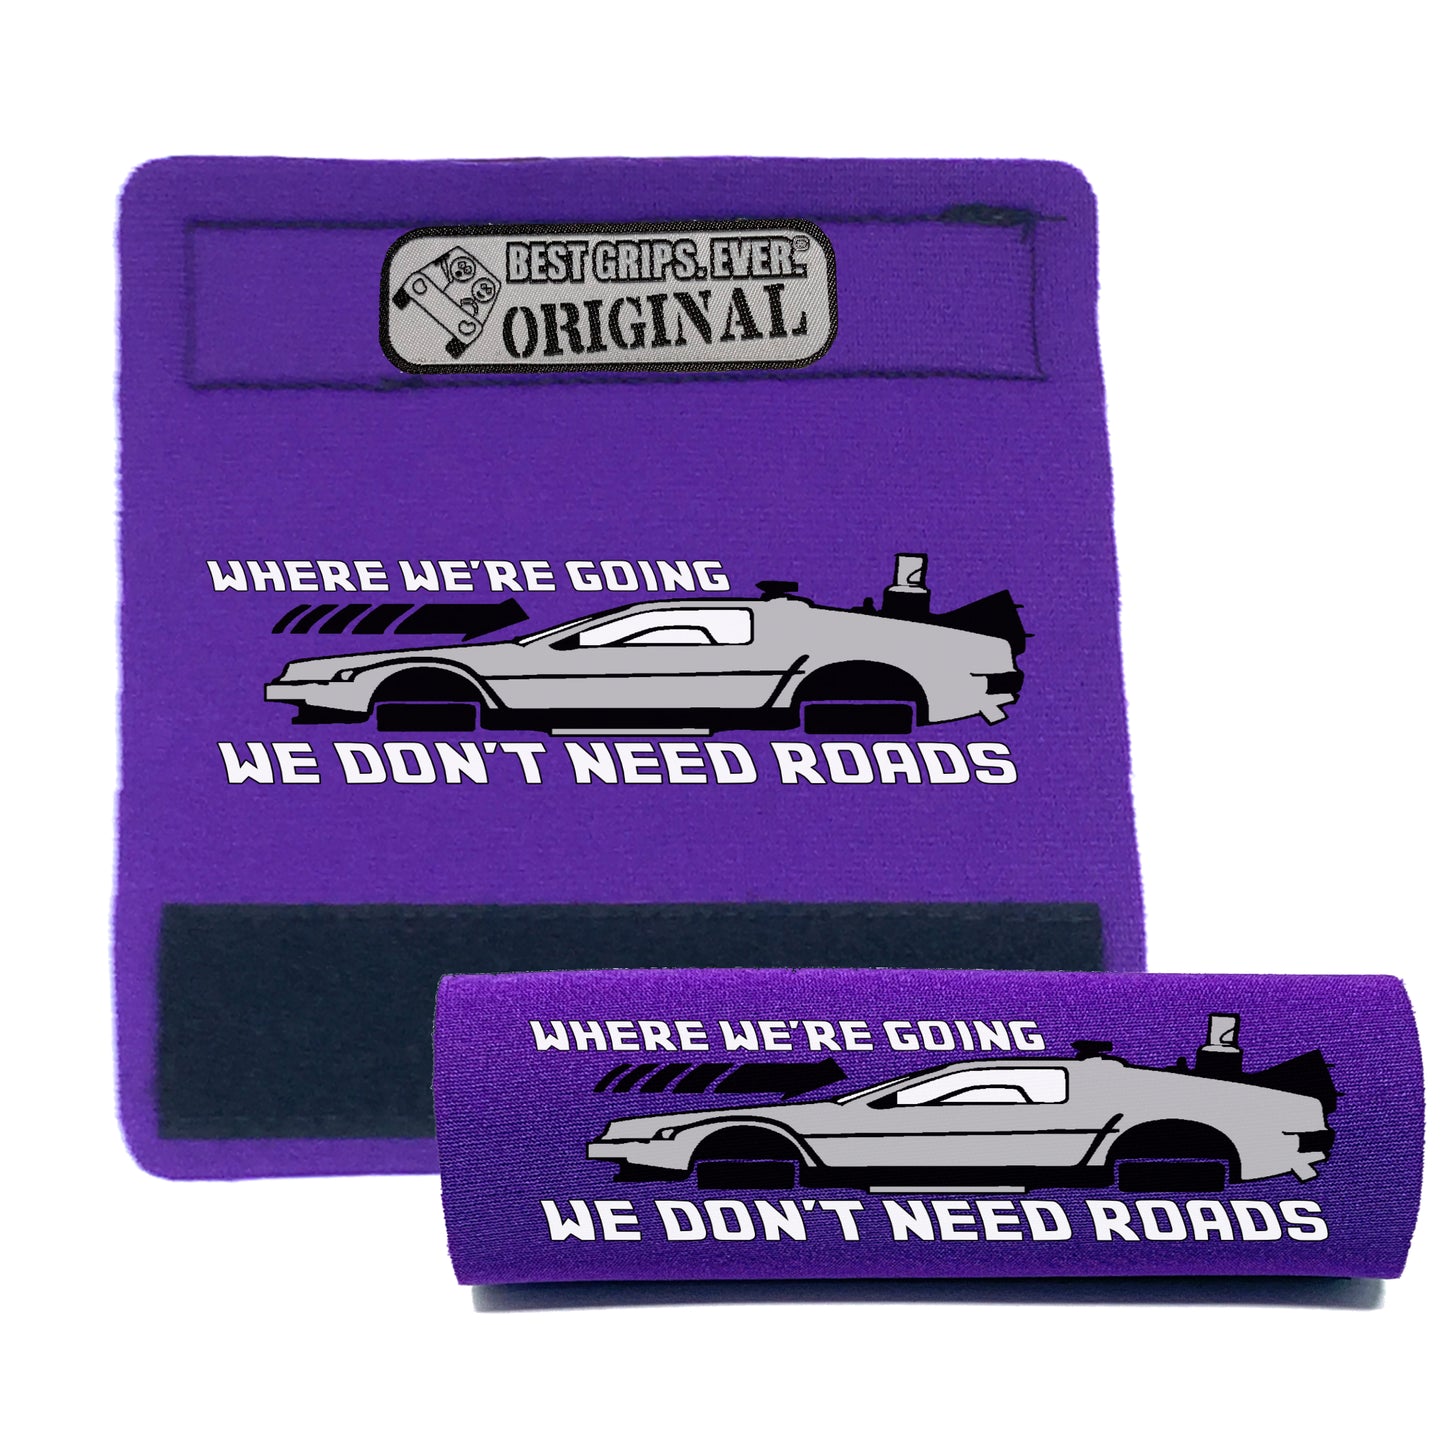 BEST GRIPS. EVER.®
ORIGINAL
WHERE WE'RE GOING
WE DON'T NEED ROADS
WHERE WE'RE GOING
WE DON'T NEED ROADS